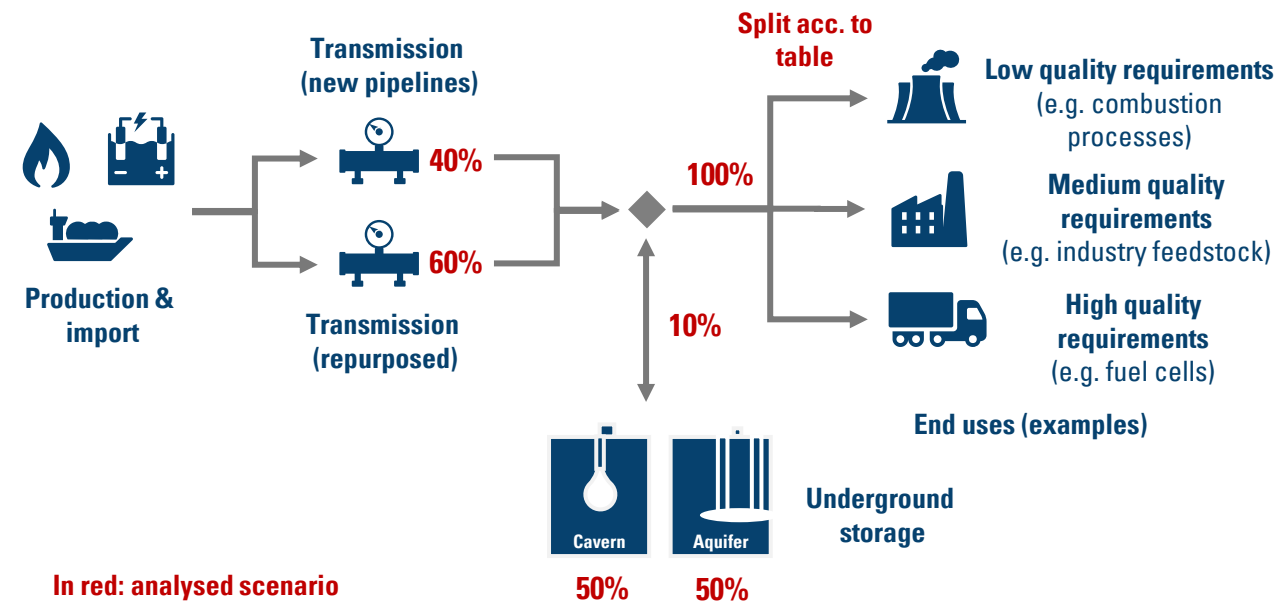 Split acc. to
table
Transmission
(new pipelines)
Low quality requirements
(e.g. combustion
processes)
40%
100%
Medium quality
requirements
(e.g. industry feedstock)
60%
Production &
import
Transmission
(repurposed)
10%
High quality
requirements
(e.g. fuel cells)
End uses (examples)
Cavern
Aquifer
Underground
storage
50%
50%
In red: analysed scenario